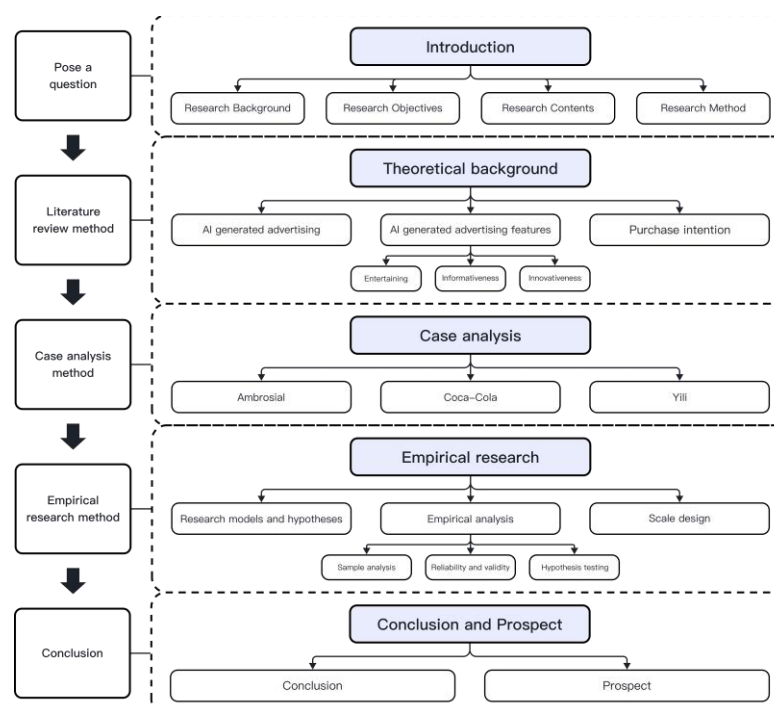 Pose a
question
Introduction
Research Background
Research Objectives
Research Contents
Research Method
Literature
review method
Theoretical background
AI generated advertising
AI generated advertising features
Purchase intention
Entertaining
Informativeness
Innovativeness
Case analysis
method
Case analysis
Ambrosial
Coca-Cola
Yili
Empirical
research method
Empirical research
Research models and hypotheses
Empirical analysis
Scale design
Sample analysis
Reliability and validity
Hypothesis testing
Conclusion
Conclusion and Prospect
Conclusion
Prospect